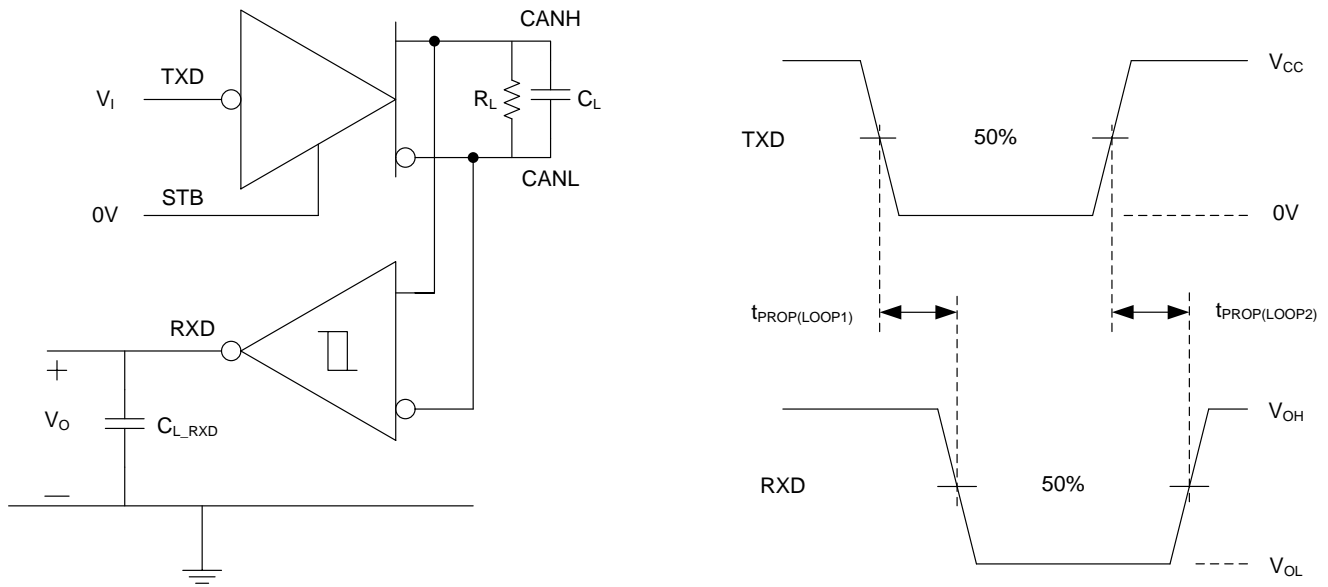 CANH
TXD
V_I
R_L
C_L
CANL
STB
0V
RXD
+
V_O
C_L_RXD
—
V_CC
TXD
50%
0V
t_PROP(LOOP1)
t_PROP(LOOP2)
V_OH
RXD
50%
V_OL